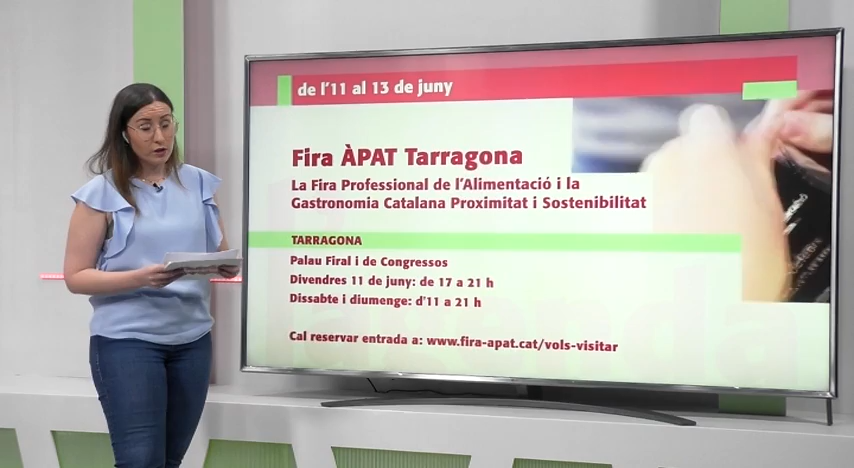 de l'11 al 13 de juny
Fira ÀPAT Tarragona
La Fira Professional de l'Alimentació i la
Gastronomia Catalana Proximitat i Sostenibilitat
TARRAGONA
Palau Firal i de Congressos
Divendres 11 de juny: de 17 a 21 h
Dissabte i diumenge: d'11 a 21 h
Cal reservar entrada a: www.fira-apat.cat/vols-visitar